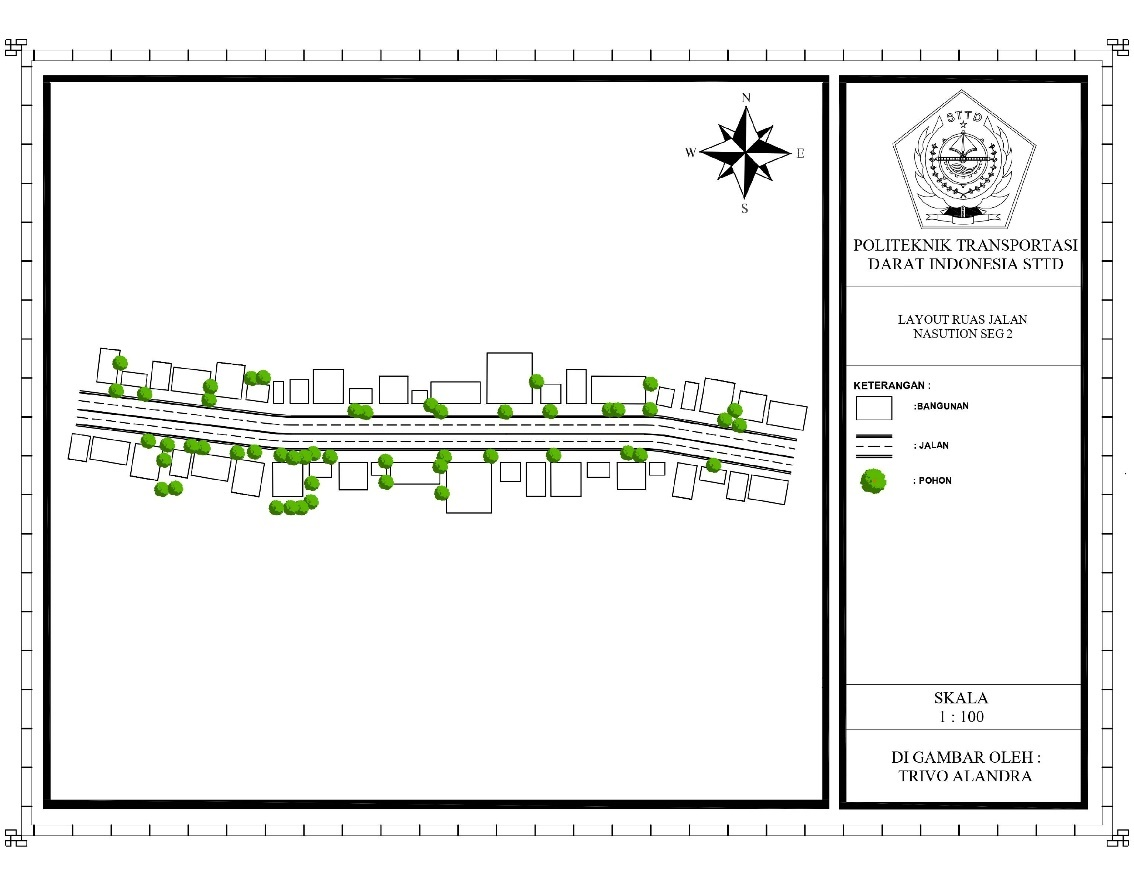 N
W
E
S
STTD
POLITEKNIK TRANSPORTASI
DARAT INDONESIA STTD
LAYOUT RUAS JALAN
NASUTION SEG 2
KETERANGAN :
:BANGUNAN
: JALAN
: POHON
SKALA
1 : 100
DI GAMBAR OLEH :
TRIVO ALANDRA